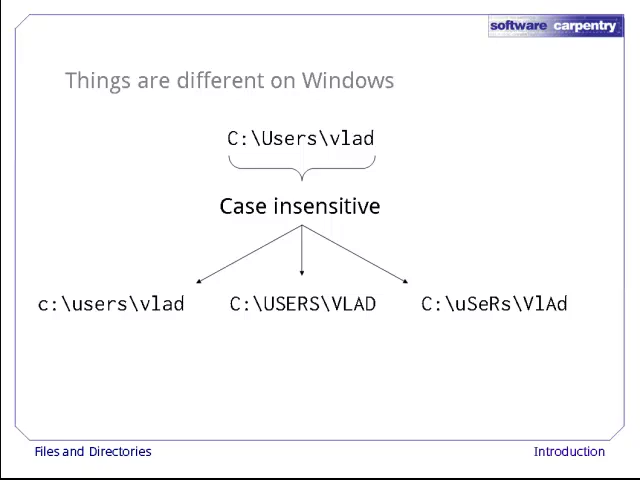 software carpentry
Things are different on Windows
C:\Users\vlad
Case insensitive
c:\users\vlad C:\USERS\VLAD C:\uSeRs\VlAd
Files and Directories Introduction